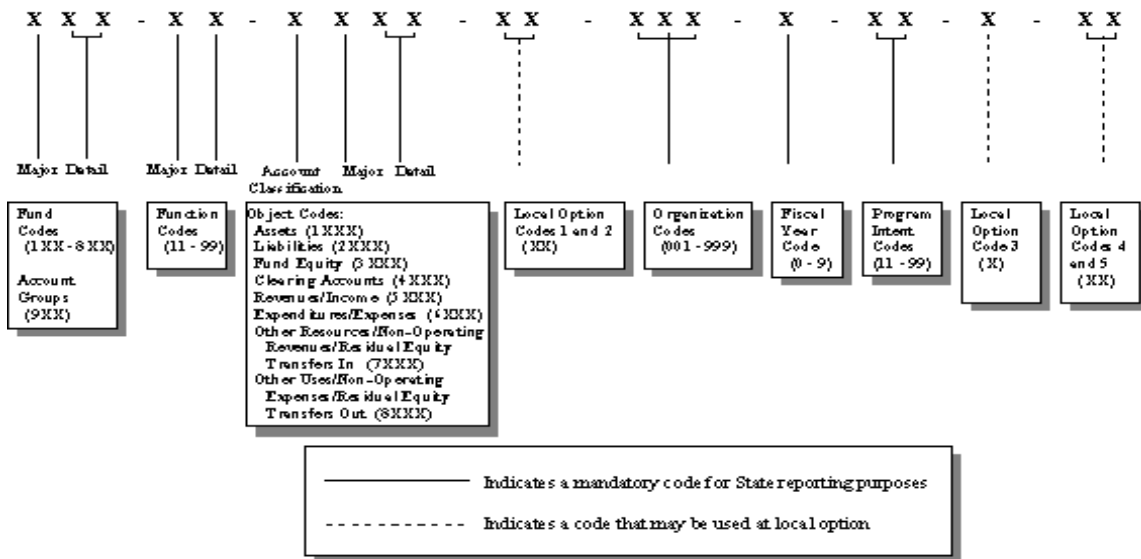 X X X - X X - X X X X - X X - X X X - X - X X - X - X X
Major Detail
Major Detail
Account Classification
Major Detail
Fund
Codes
(1XX - 8XX)
Account
Groups
(9XX)
Function
Codes
(11 - 99)
Object Codes:
Assets (1XXX)
Liabilities (2XXX)
Fund Equity (3XXX)
Clearing Accounts (4XXX)
Revenues/Income (5XXX)
Expenditures/Expenses (6XXX)
Other Resources/Non-Operating
Revenues/Residual Equity
Transfers In (7XXX)
Other Uses/Non-Operating
Expenses/Residual Equity
Transfers Out (8XXX)
Local Option
Codes 1 and 2
(XX)
Organization
Codes
(001 -999)
Fiscal
Year
Code
(0 - 9)
Program
Intent
Codes
(11 - 99)
Local
Option
Code 3
(X)
Local
Option
Codes 4
and 5
(XX)
Indicates a mandatory code for State reporting purposes
Indicates a code that may be used at local option